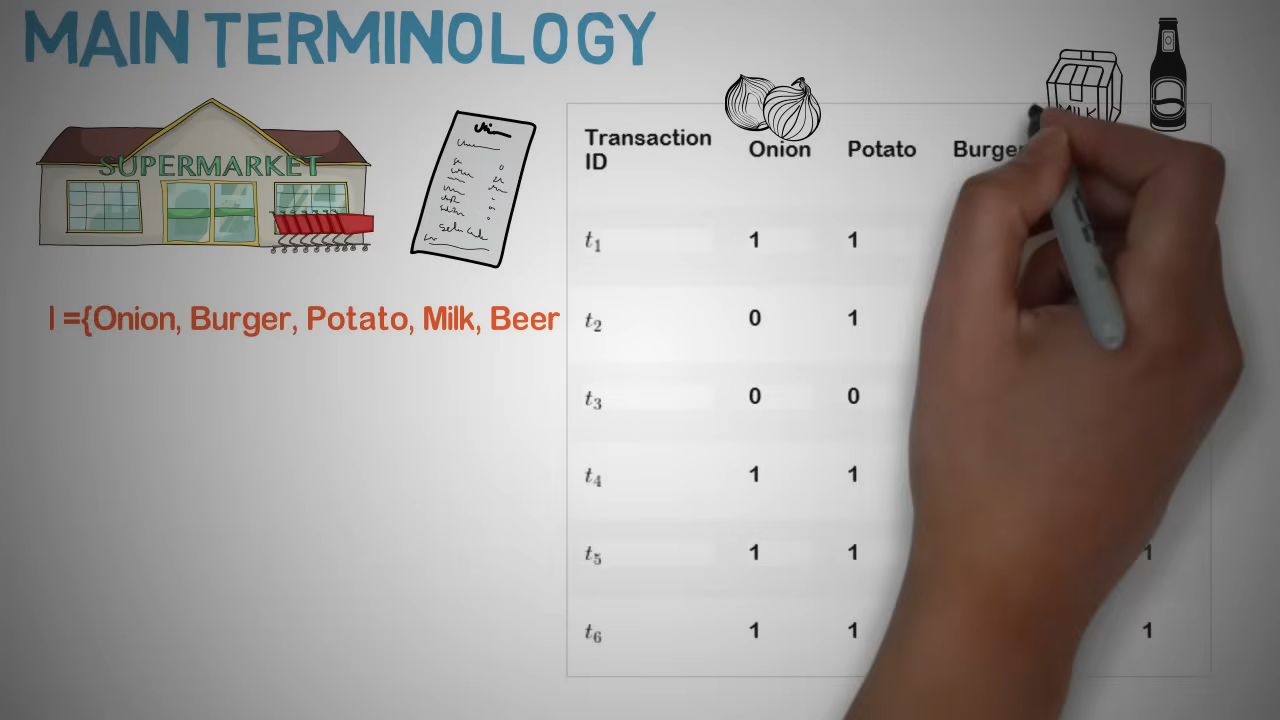 MAIN TERMINOLOGY
SUPERMARKET
MILK
I ={Onion, Burger, Potato, Milk, Beer
Transaction ID Onion Potato Burger
t1 1 1
t2 0 1
t3 0 0
t4 1 1
t5 1 1 1
t6 1 1 1